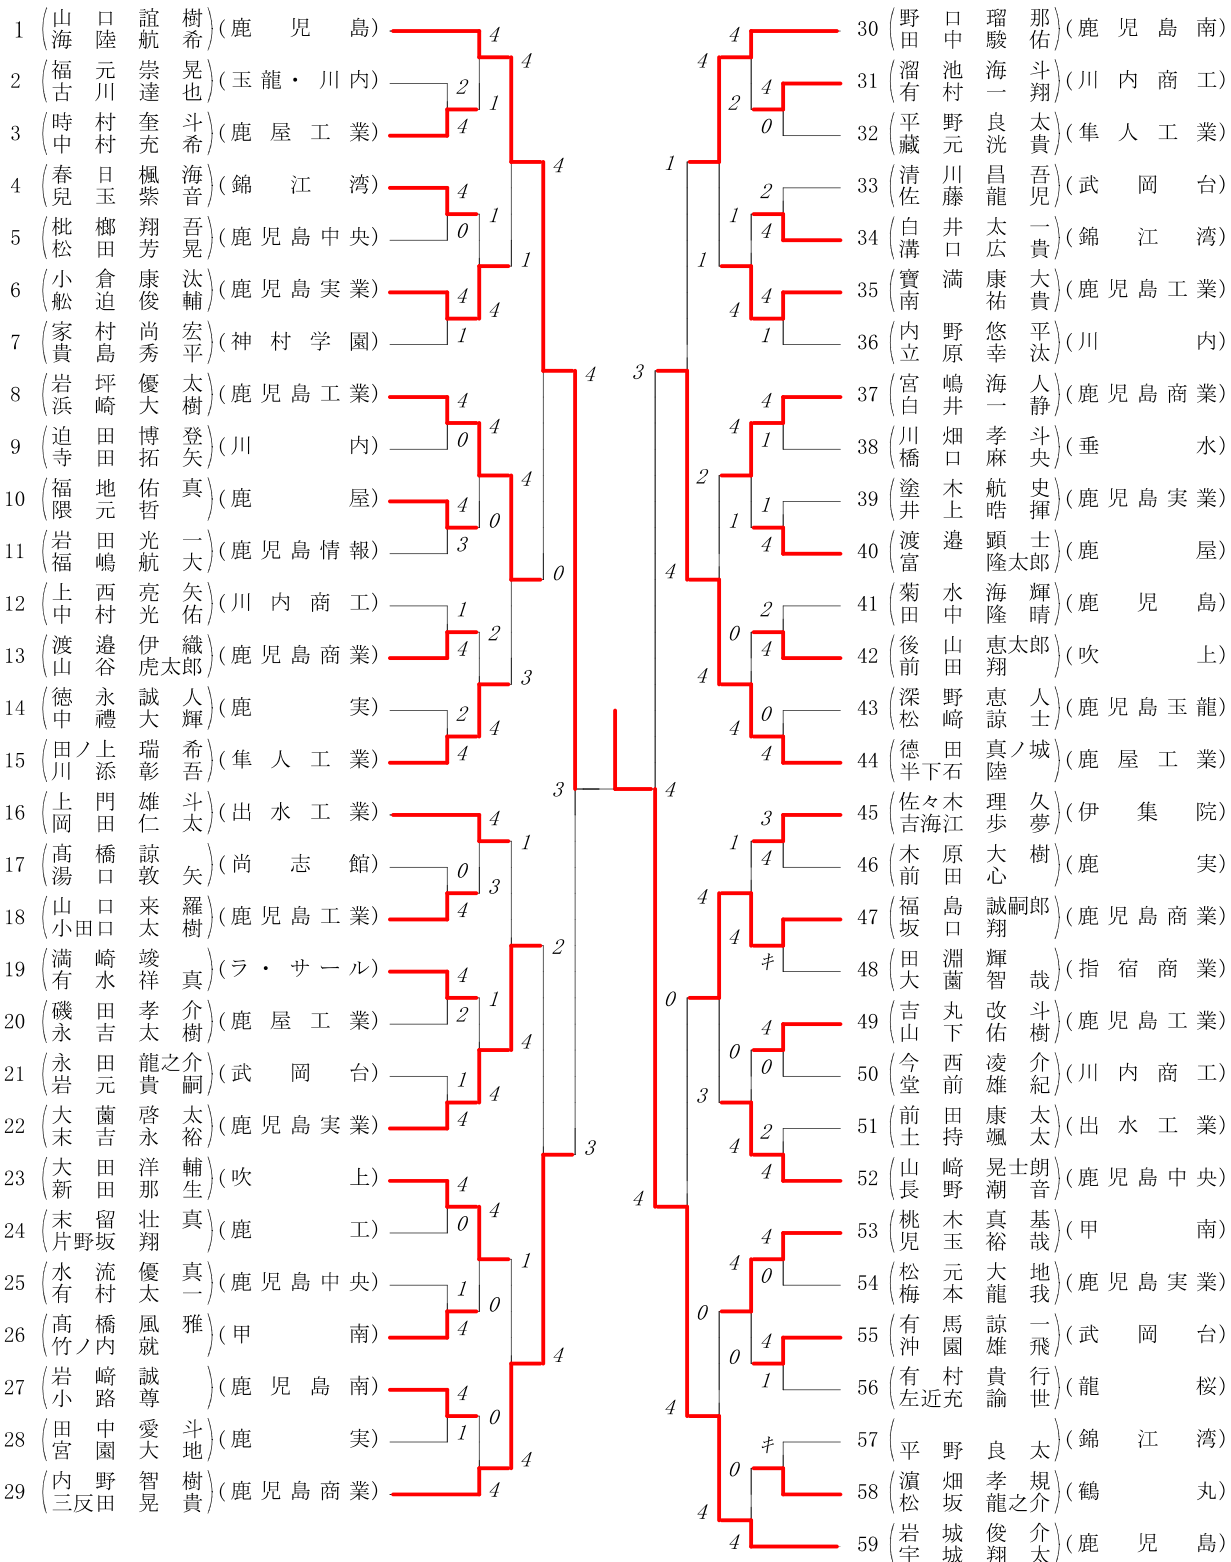 1 (山口誼樹 海陸航希) (鹿児島)
2 (福元崇晃 古川達也) (玉龍・川内)
3 (時村奎斗 中村充希) (鹿屋工業)
4 (春日楓海 兒玉紫音) (錦江湾)
5 (枇榔翔吾 松田芳晃) (鹿児島中央)
6 (小倉康汰 舩迫俊輔) (鹿児島実業)
7 (家村尚宏 貴島秀平) (神村学園)
8 (岩坪優太 浜崎大樹) (鹿児島工業)
9 (迫田博登 寺田拓矢) (川内)
10 (福地佑真 隈元哲) (鹿屋)
11 (岩田光一 福嶋航大) (鹿児島情報)
12 (上西亮矢 中村光佑) (川内商工)
13 (渡邉伊織 山谷虎太郎) (鹿児島商業)
14 (徳永誠人 中禮大輝) (鹿実)
15 (田ノ上瑞希 川添彰吾) (隼人工業)
16 (上門雄斗 岡田仁太) (出水工業)
17 (髙橋諒 湯口敦矢) (尚志館)
18 (山口来羅 小田口太樹) (鹿児島工業)
19 (満崎竣 有水祥真) (ラ・サール)
20 (磯田孝介 永吉太樹) (鹿屋工業)
21 (永田龍之介 岩元貴嗣) (武岡台)
22 (大薗啓太 末吉永裕) (鹿児島実業)
23 (大田洋輔 新田那生) (吹上)
24 (末留壮真 片野坂翔) (鹿工)
25 (水流優真 有村太一) (鹿児島中央)
26 (髙橋風雅 竹ノ内就) (甲南)
27 (岩﨑誠 小路尊) (鹿児島南)
28 (田中愛斗 宮園大地) (鹿実)
29 (内野智樹 三反田晃貴) (鹿児島商業)
30 (野口瑠那 田中駿佑) (鹿児島南)
31 (溜池海斗 有村一翔) (川内商工)
32 (平野良太 藏元洸貴) (隼人工業)
33 (清川昌吾 佐藤龍児) (武岡台)
34 (白井太一 溝口広貴) (錦江湾)
35 (寶満康大 南祐貴) (鹿児島工業)
36 (内野悠平 立原幸汰) (川内)
37 (宮嶋海人 白井一静) (鹿児島商業)
38 (川畑孝斗 橋口麻央) (垂水)
39 (塗木航史 井上晧揮) (鹿児島実業)
40 (渡邉顕士 富隆太郎) (鹿屋)
41 (菊水海輝 田中隆晴) (鹿児島)
42 (後山恵太郎 前田翔) (吹上)
43 (深野恵人 松﨑諒士) (鹿児島玉龍)
44 (德田真ノ城 半下石陸) (鹿屋工業)
45 (佐々木理久 吉海江歩夢) (伊集院)
46 (木原大樹 前田心) (鹿実)
47 (福島誠嗣郎 坂口翔) (鹿児島商業)
48 (田淵輝 大薗智哉) (指宿商業)
49 (吉丸改斗 山下佑樹) (鹿児島工業)
50 (今西凌介 堂前雄紀) (川内商工)
51 (前田康太 土持颯太) (出水工業)
52 (山﨑晃士朗 長野潮音) (鹿児島中央)
53 (桃木真基 児玉裕哉) (甲南)
54 (松元大地 梅本龍我) (鹿児島実業)
55 (有馬諒一 沖園雄飛) (武岡台)
56 (有村貴行 左近充諭世) (龍桜)
57 (平野良太) (錦江湾)
58 (濵畑孝規 松坂龍之介) (鶴丸)
59 (岩城俊介 宇城翔太) (鹿児島)